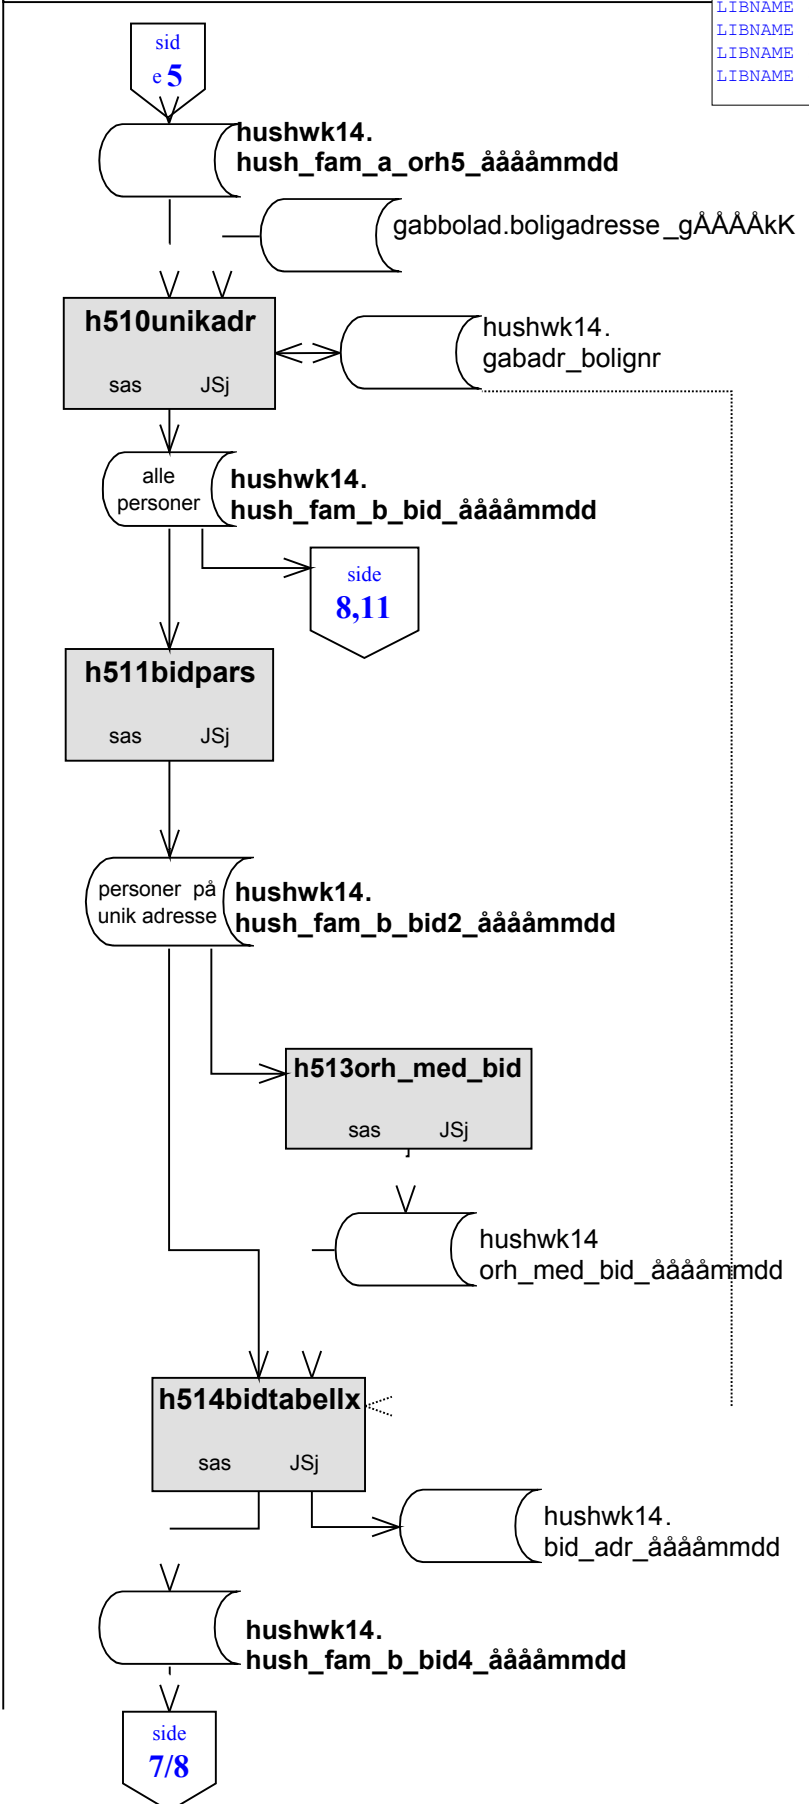 LIBNAME
LIBNAME
LIBNAME
LIBNAME
sid
e 5
hushwk14.
hush_fam_a_orh5_ååååmmdd
gabbolad.boligadresse_gÅÅÅÅkK
h510unikadr
sas JSj
hushwk14.
gabadr_bolignr
alle
personer
hushwk14.
hush_fam_b_bid_ååååmmdd
side
8,11
h511bidpars
sas JSj
personer på
unik adresse
hushwk14.
hush_fam_b_bid2_ååååmmdd
h513orh_med_bid
sas JSj
hushwk14
orh_med_bid_ååååmmdd
h514bidtabellx
sas JSj
hushwk14.
bid_adr_ååååmmdd
hushwk14.
hush_fam_b_bid4_ååååmmdd
side
7/8